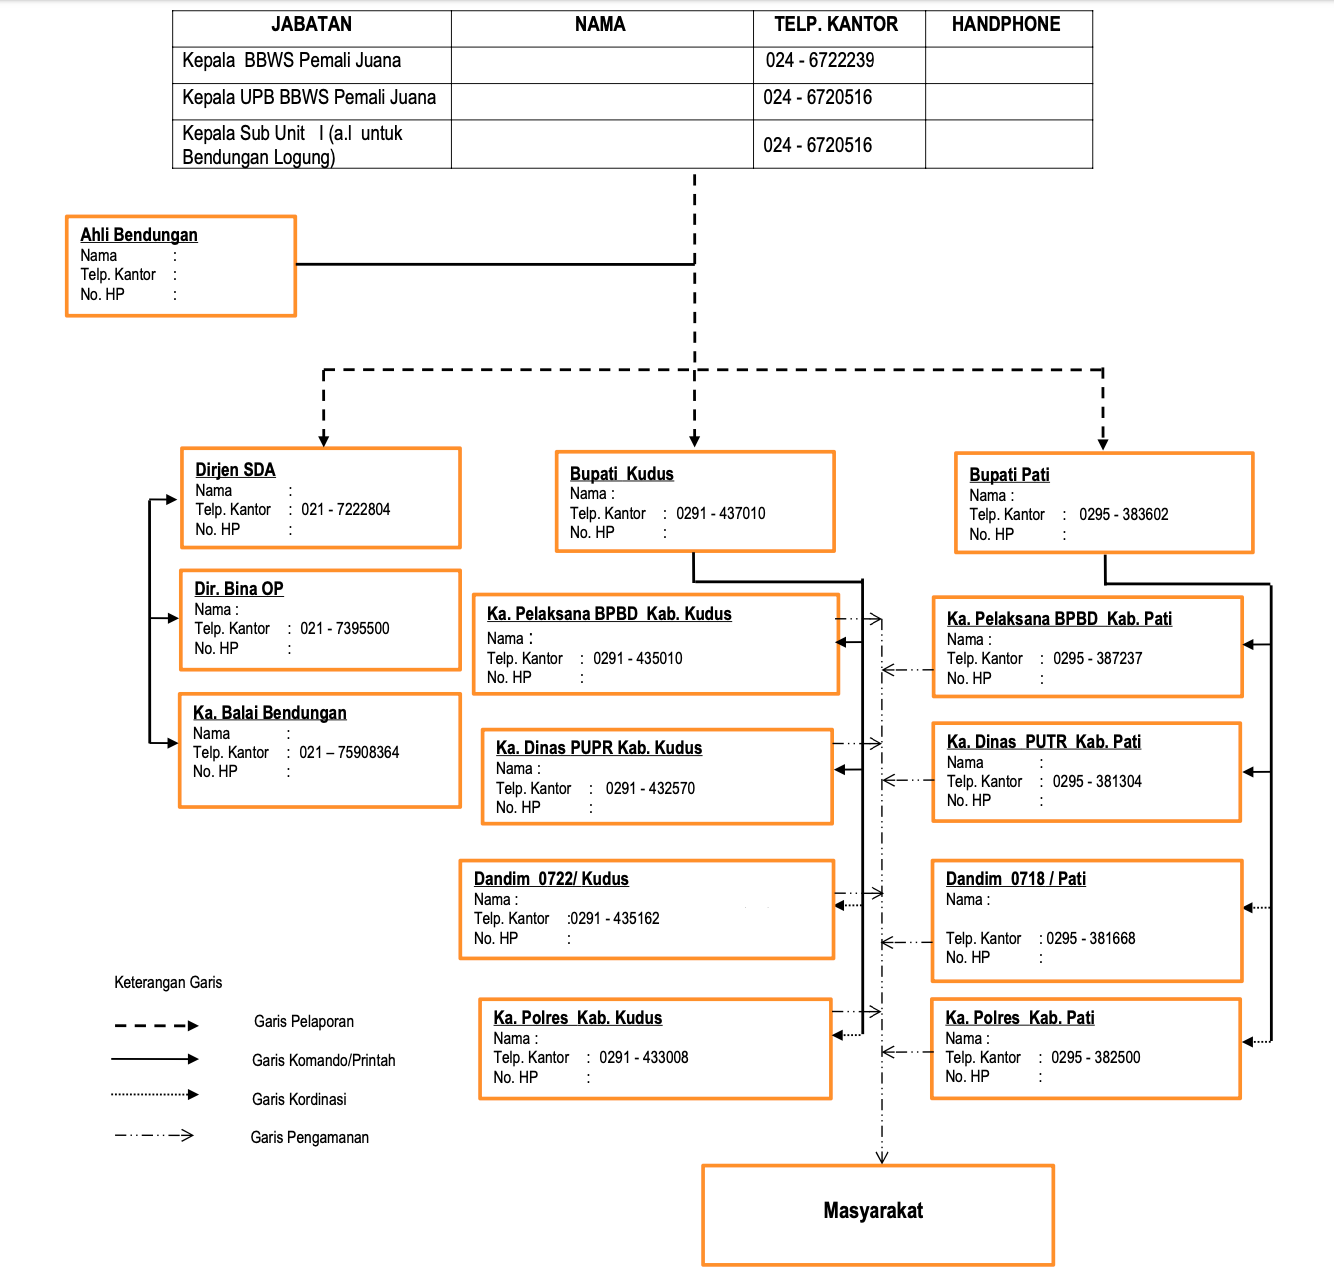 JABATAN NAMA TELP. KANTOR HANDPHONE
Kepala BBWS Pemali Juana 024 - 6722239
Kepala UPB BBWS Pemali Juana 024 - 6720516
Kepala Sub Unit I (a.l untuk
Bendungan Logung) 024 - 6720516
Ahli Bendungan
Nama :
Telp. Kantor :
No. HP :
Dirjen SDA
Nama :
Telp. Kantor : 021 - 7222804
No. HP :
Bupati Kudus
Nama :
Telp. Kantor : 0291 - 437010
No. HP :
Bupati Pati
Nama :
Telp. Kantor : 0295 - 383602
No. HP :
Dir. Bina OP
Nama :
Telp. Kantor : 021 - 7395500
No. HP :
Ka. Pelaksana BPBD Kab. Kudus
Nama :
Telp. Kantor : 0291 - 435010
No. HP :
Ka. Pelaksana BPBD Kab. Pati
Nama :
Telp. Kantor : 0295 - 387237
No. HP :
Ka. Balai Bendungan
Nama :
Telp. Kantor : 021 – 75908364
No. HP :
Ka. Dinas PUPR Kab. Kudus
Nama :
Telp. Kantor : 0291 - 432570
No. HP :
Ka. Dinas PUTR Kab. Pati
Nama :
Telp. Kantor : 0295 - 381304
No. HP :
Dandim 0722/ Kudus
Nama :
Telp. Kantor :0291 - 435162
No. HP :
Dandim 0718 / Pati
Nama :
Telp. Kantor : 0295 - 381668
No. HP :
Ka. Polres Kab. Kudus
Nama :
Telp. Kantor : 0291 - 433008
No. HP :
Ka. Polres Kab. Pati
Nama :
Telp. Kantor : 0295 - 382500
No. HP :
Keterangan Garis
Garis Pelaporan
Garis Komando/Printah
Garis Kordinasi
Garis Pengamanan
Masyarakat